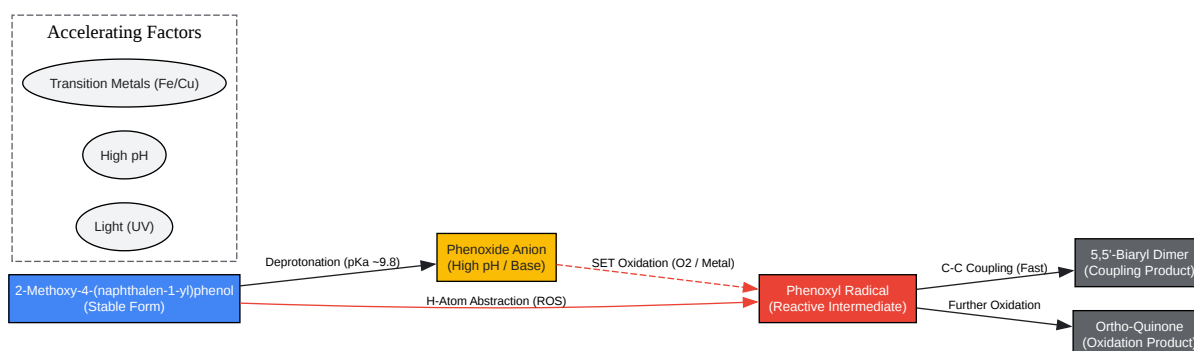 Accelerating Factors
Transition Metals (Fe/Cu)
High pH
Light (UV)
2-Methoxy-4-(naphthalen-1-yl)phenol
(Stable Form)
Deprotonation (pKa ~9.8)
H-Atom Abstraction (ROS)
Phenoxide Anion
(High pH / Base)
SET Oxidation (O2 / Metal)
Phenoxyl Radical
(Reactive Intermediate)
C-C Coupling (Fast)
Further Oxidation
5,5'-Biaryl Dimer
(Coupling Product)
Ortho-Quinone
(Oxidation Product)